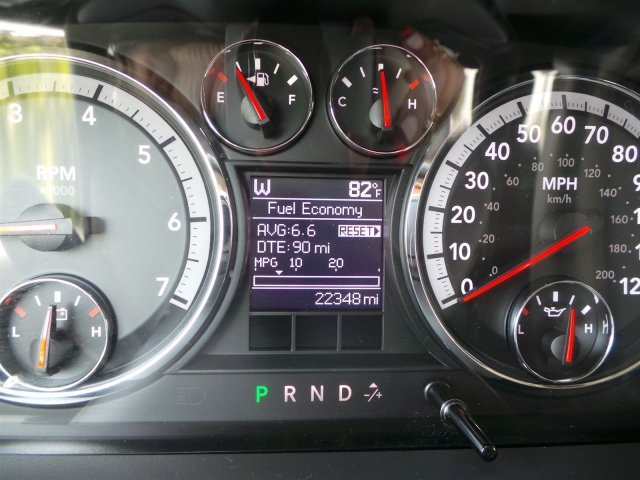 E F
C H
3 4 5 6 7
RPM
x1000
L H
W 82°F
Fuel Economy
AVG:6.6 RESET
DTE:90 mi
MPG 10 20
22348 mi
P R N D -/+
0 10 20 30 40 50 60 70 80
MPH
km/h
0 20 40 60 80 100 120 140 160 180 200
L H